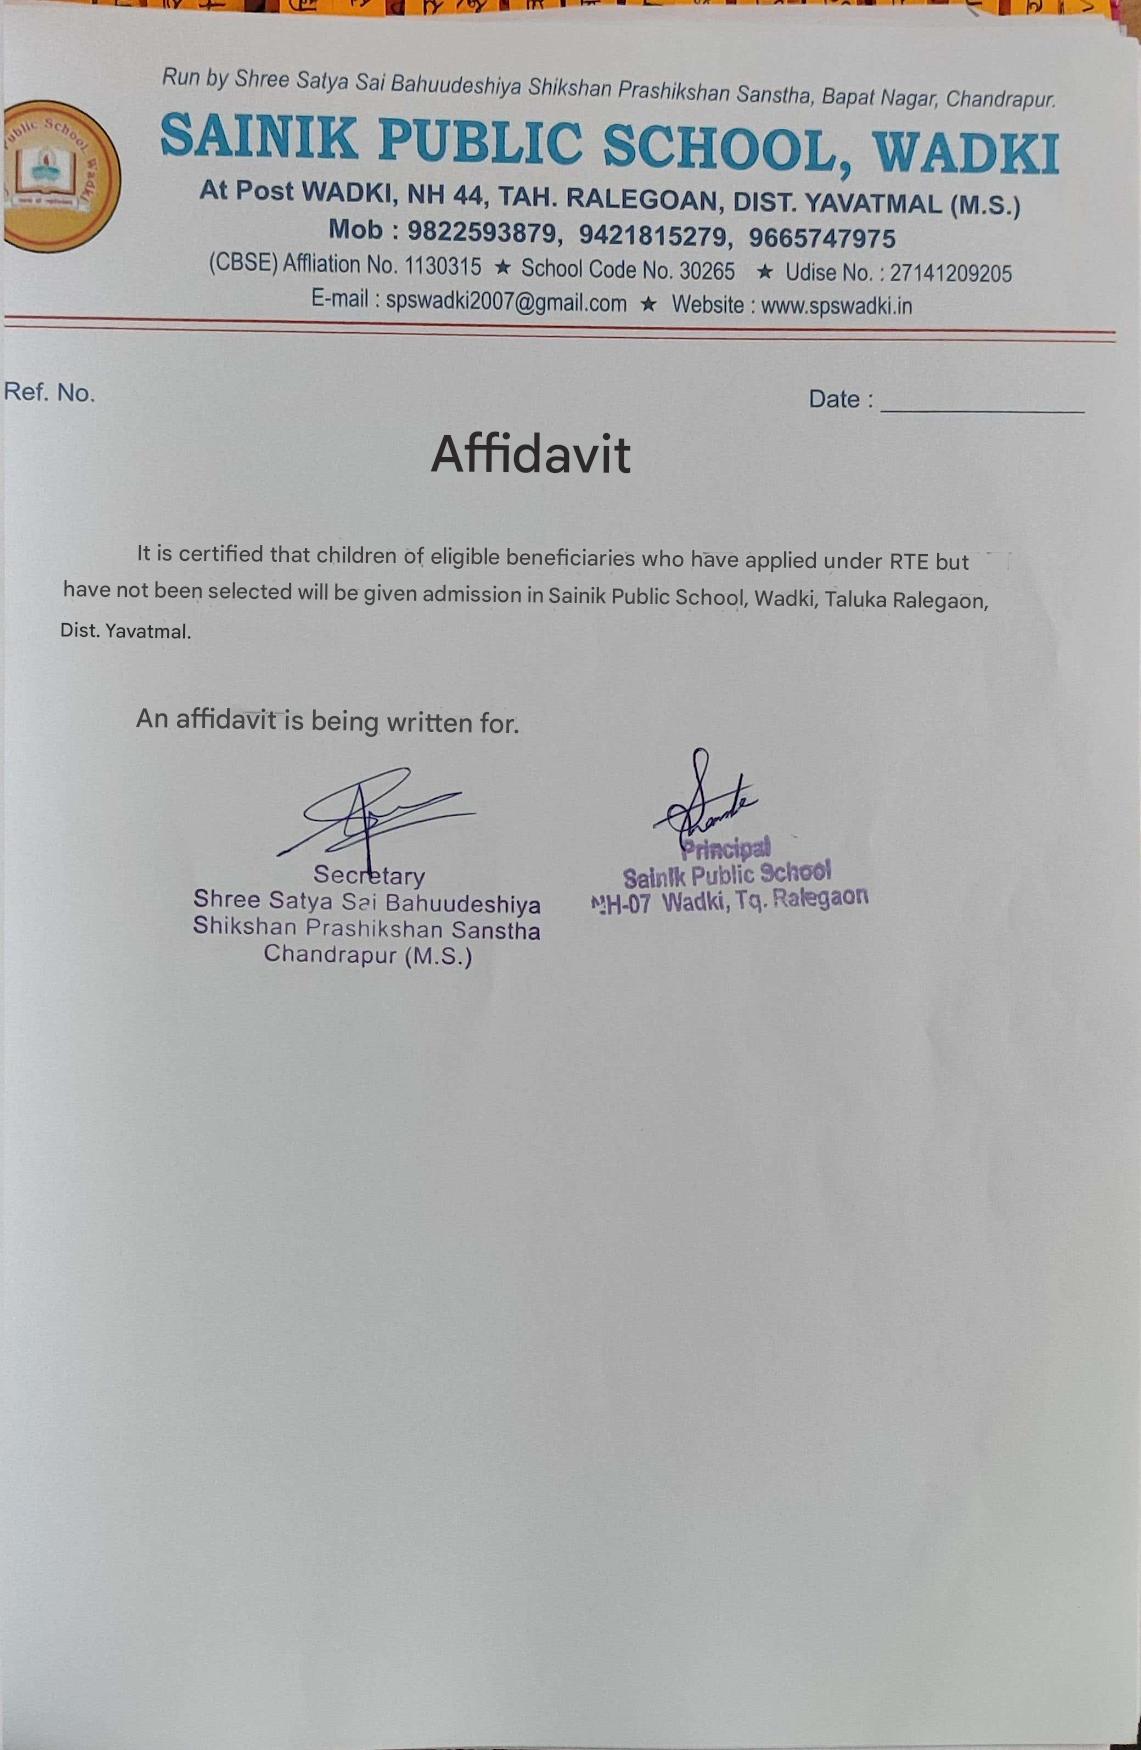 Run by Shree Satya Sai Bahuudeshiya Shikshan Prashikshan Sanstha, Bapat Nagar, Chandrapur.
Public School, Wadki
SAINIK PUBLIC SCHOOL, WADKI
At Post WADKI, NH 44, TAH. RALEGOAN, DIST. YAVATMAL (M.S.)
Mob : 9822593879, 9421815279, 9665747975
(CBSE) Affliation No. 1130315 ★ School Code No. 30265 ★ Udise No. : 27141209205
E-mail : spswadki2007@gmail.com ★ Website : www.spswadki.in
Ref. No.
Date :
Affidavit
It is certified that children of eligible beneficiaries who have applied under RTE but
have not been selected will be given admission in Sainik Public School, Wadki, Taluka Ralegaon,
Dist. Yavatmal.
An affidavit is being written for.
Secretary
Shree Satya Sai Bahuudeshiya
Shikshan Prashikshan Sanstha
Chandrapur (M.S.)
Principal
Sainik Public School
NH-07 Wadki, Tq. Ralegaon